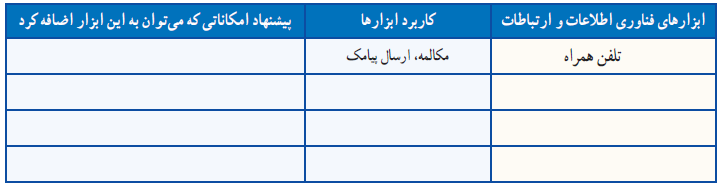 ابزارهای فناوری اطلاعات و ارتباطات
کاربرد ابزارها
پیشنهاد امکاناتی که می‌توان به این ابزار اضافه کرد
تلفن همراه
مکالمه، ارسال پیامک